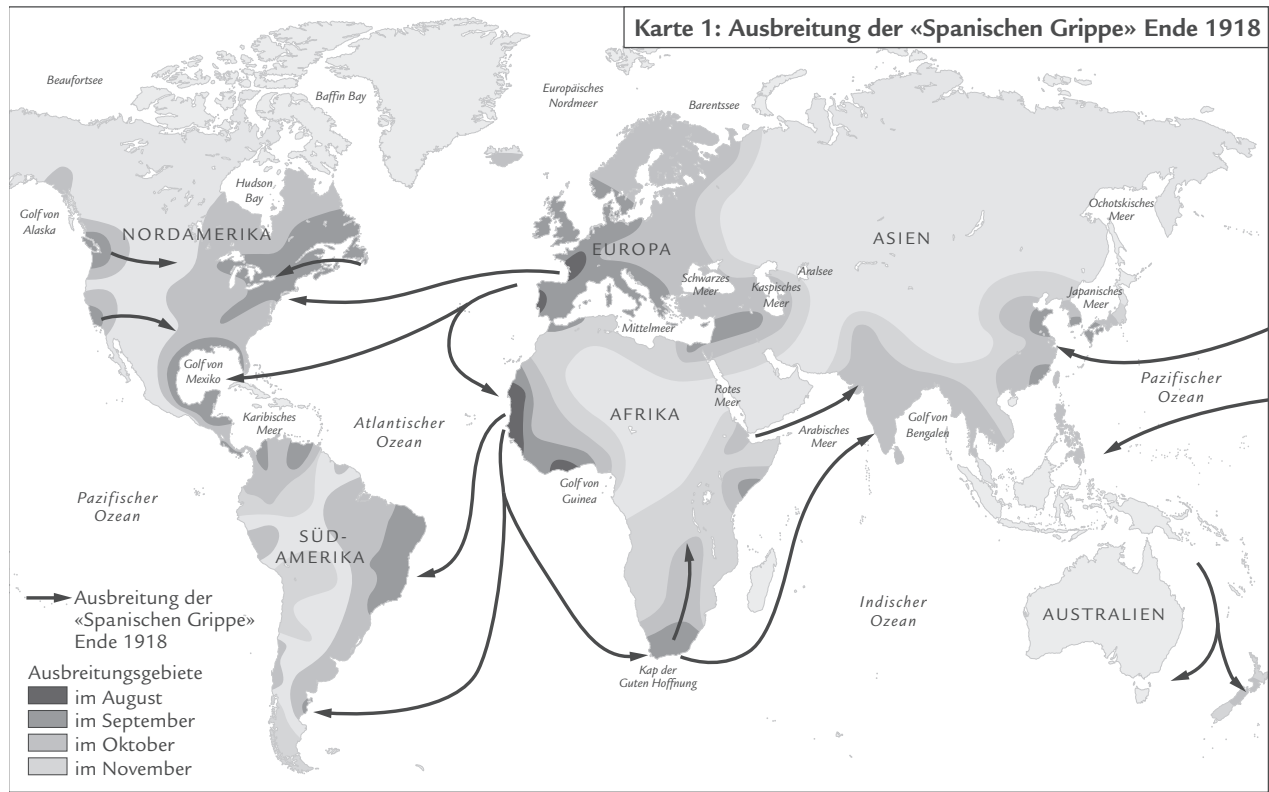 Karte 1: Ausbreitung der «Spanischen Grippe» Ende 1918
Beaufortsee
Baffin Bay
Europäisches
Nordmeer
Barentssee
Hudson
Bay
Golf von
Alaska
NORDAMERIKA
EUROPA
ASIEN
Ochotskisches
Meer
Schwarzes
Meer
Kaspisches
Meer
Aralsee
Japanisches
Meer
Mittelmeer
Golf von
Mexiko
Karibisches
Meer
Atlantischer
Ozean
AFRIKA
Rotes
Meer
Arabisches
Meer
Golf von
Bengalen
Pazifischer
Ozean
Golf von
Guinea
Pazifischer
Ozean
SÜD-
AMERIKA
Indischer
Ozean
AUSTRALIEN
Kap der
Guten Hoffnung
Ausbreitung der
«Spanischen Grippe»
Ende 1918
Ausbreitungsgebiete
im August
im September
im Oktober
im November